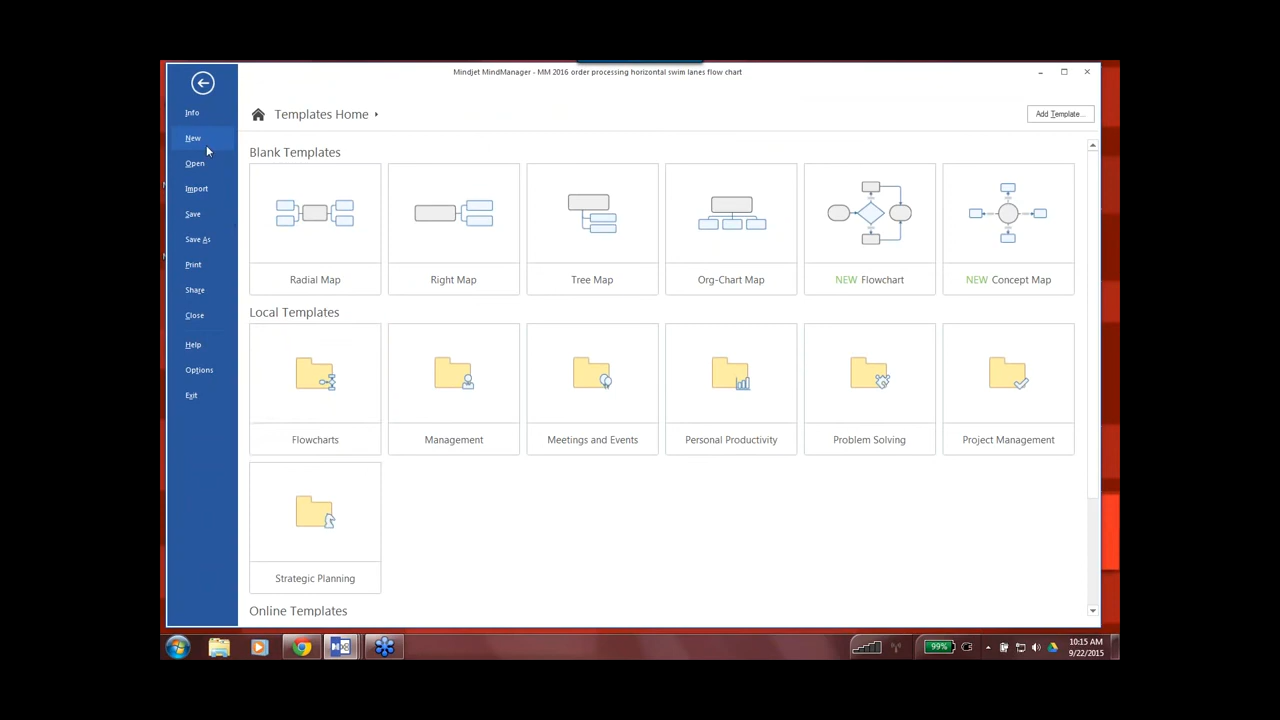 Mindjet MindManager - MM 2016 order processing horizontal swim lanes flow chart
Info
New
Open
Import
Save
Save As
Print
Share
Close
Help
Options
Exit
Templates Home
Add Template...
Blank Templates
Radial Map
Right Map
Tree Map
Org-Chart Map
NEW Flowchart
NEW Concept Map
Local Templates
Flowcharts
Management
Meetings and Events
Personal Productivity
Problem Solving
Project Management
Strategic Planning
Online Templates
99%
10:15 AM
9/22/2015